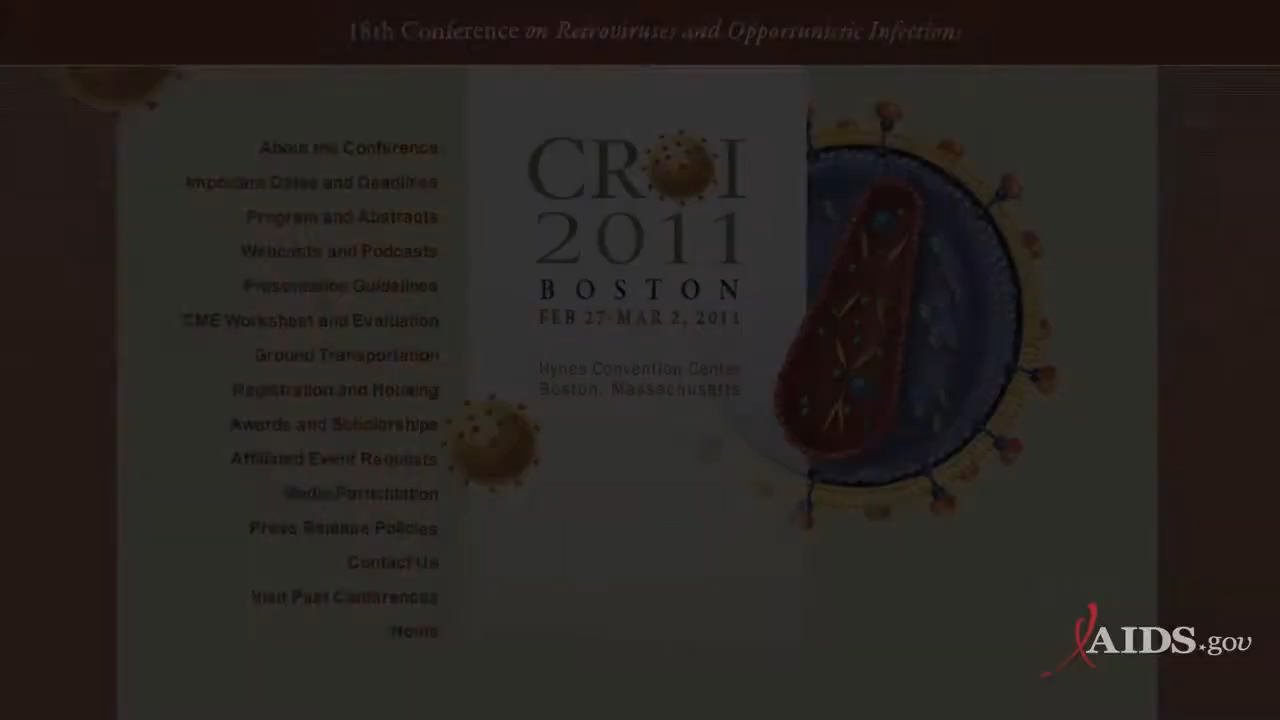 18th Conference on Retroviruses and Opportunistic Infections
About the Conference
Important Dates and Deadlines
Program and Abstracts
Webcasts and Podcasts
Presentation Guidelines
CME Worksheet and Evaluation
Ground Transportation
Registration and Housing
Awards and Scholarships
Affiliated Event Requests
Media Participation
Press Release Policies
Contact Us
Visit Past Conferences
Home
CROI
2011
BOSTON
FEB 27-MAR 2, 2011
Hynes Convention Center
Boston, Massachusetts
AIDS.gov